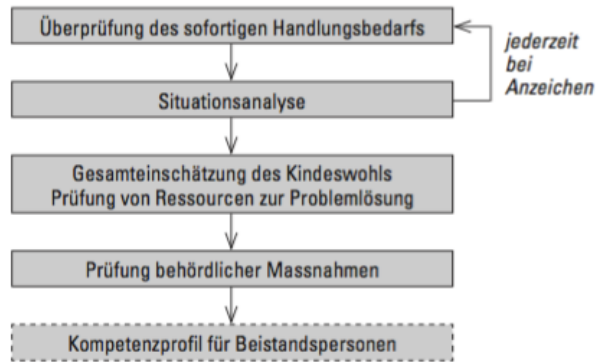 Überprüfung des sofortigen Handlungsbedarfs
jederzeit
bei
Anzeichen
Situationsanalyse
Gesamteinschätzung des Kindeswohls
Prüfung von Ressourcen zur Problemlösung
Prüfung behördlicher Massnahmen
Kompetenzprofil für Beistandspersonen